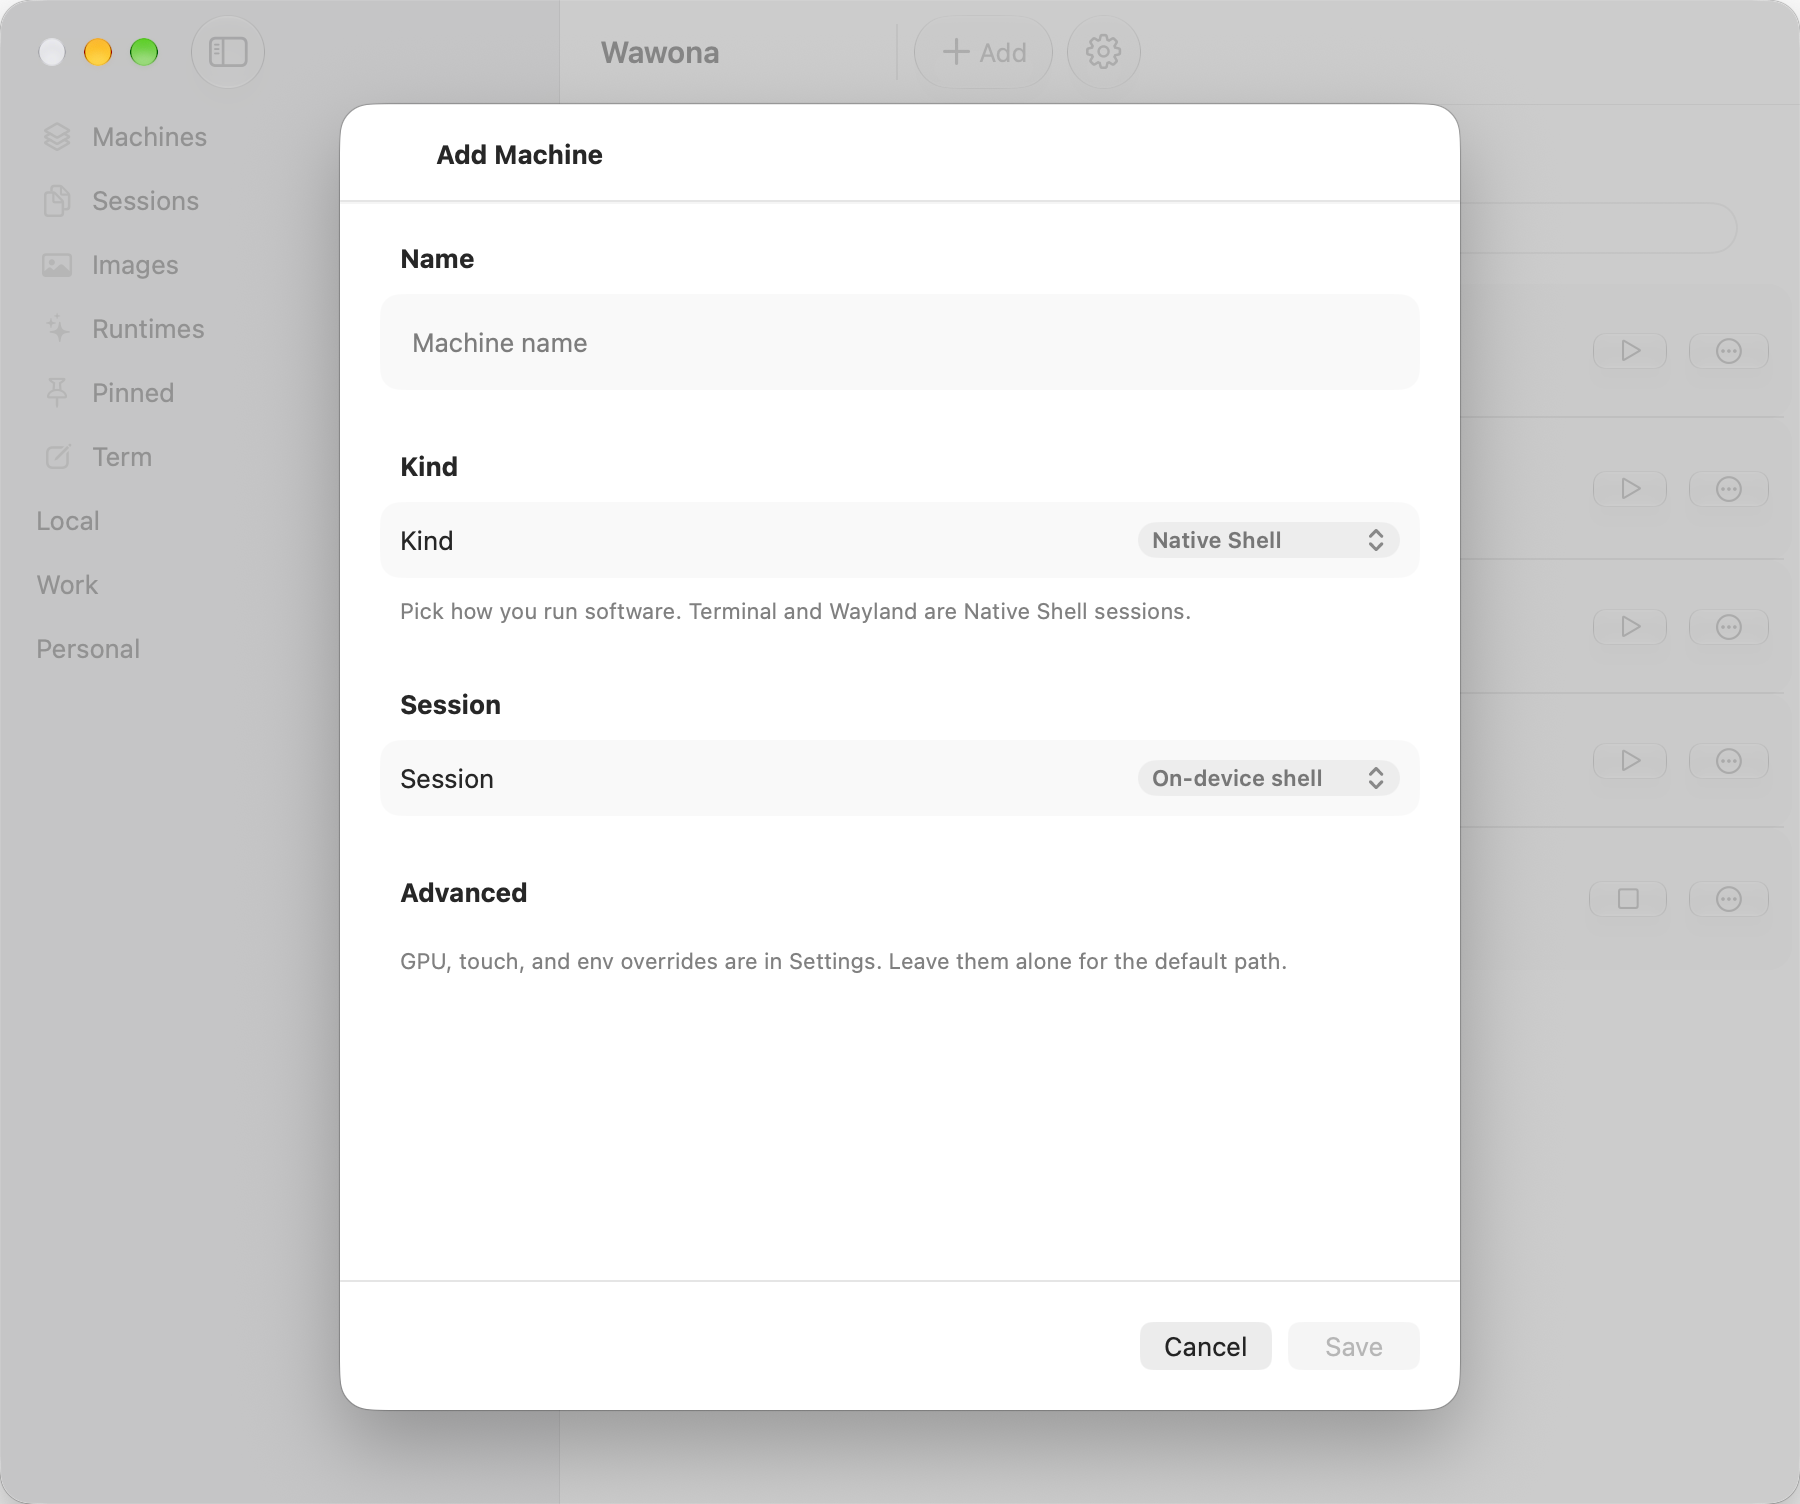 Wawona
Add
Machines
Sessions
Images
Runtimes
Pinned
Term
Local
Work
Personal
Add Machine
Name
Machine name
Kind
Kind
Native Shell
Pick how you run software. Terminal and Wayland are Native Shell sessions.
Session
Session
On-device shell
Advanced
GPU, touch, and env overrides are in Settings. Leave them alone for the default path.
Cancel
Save